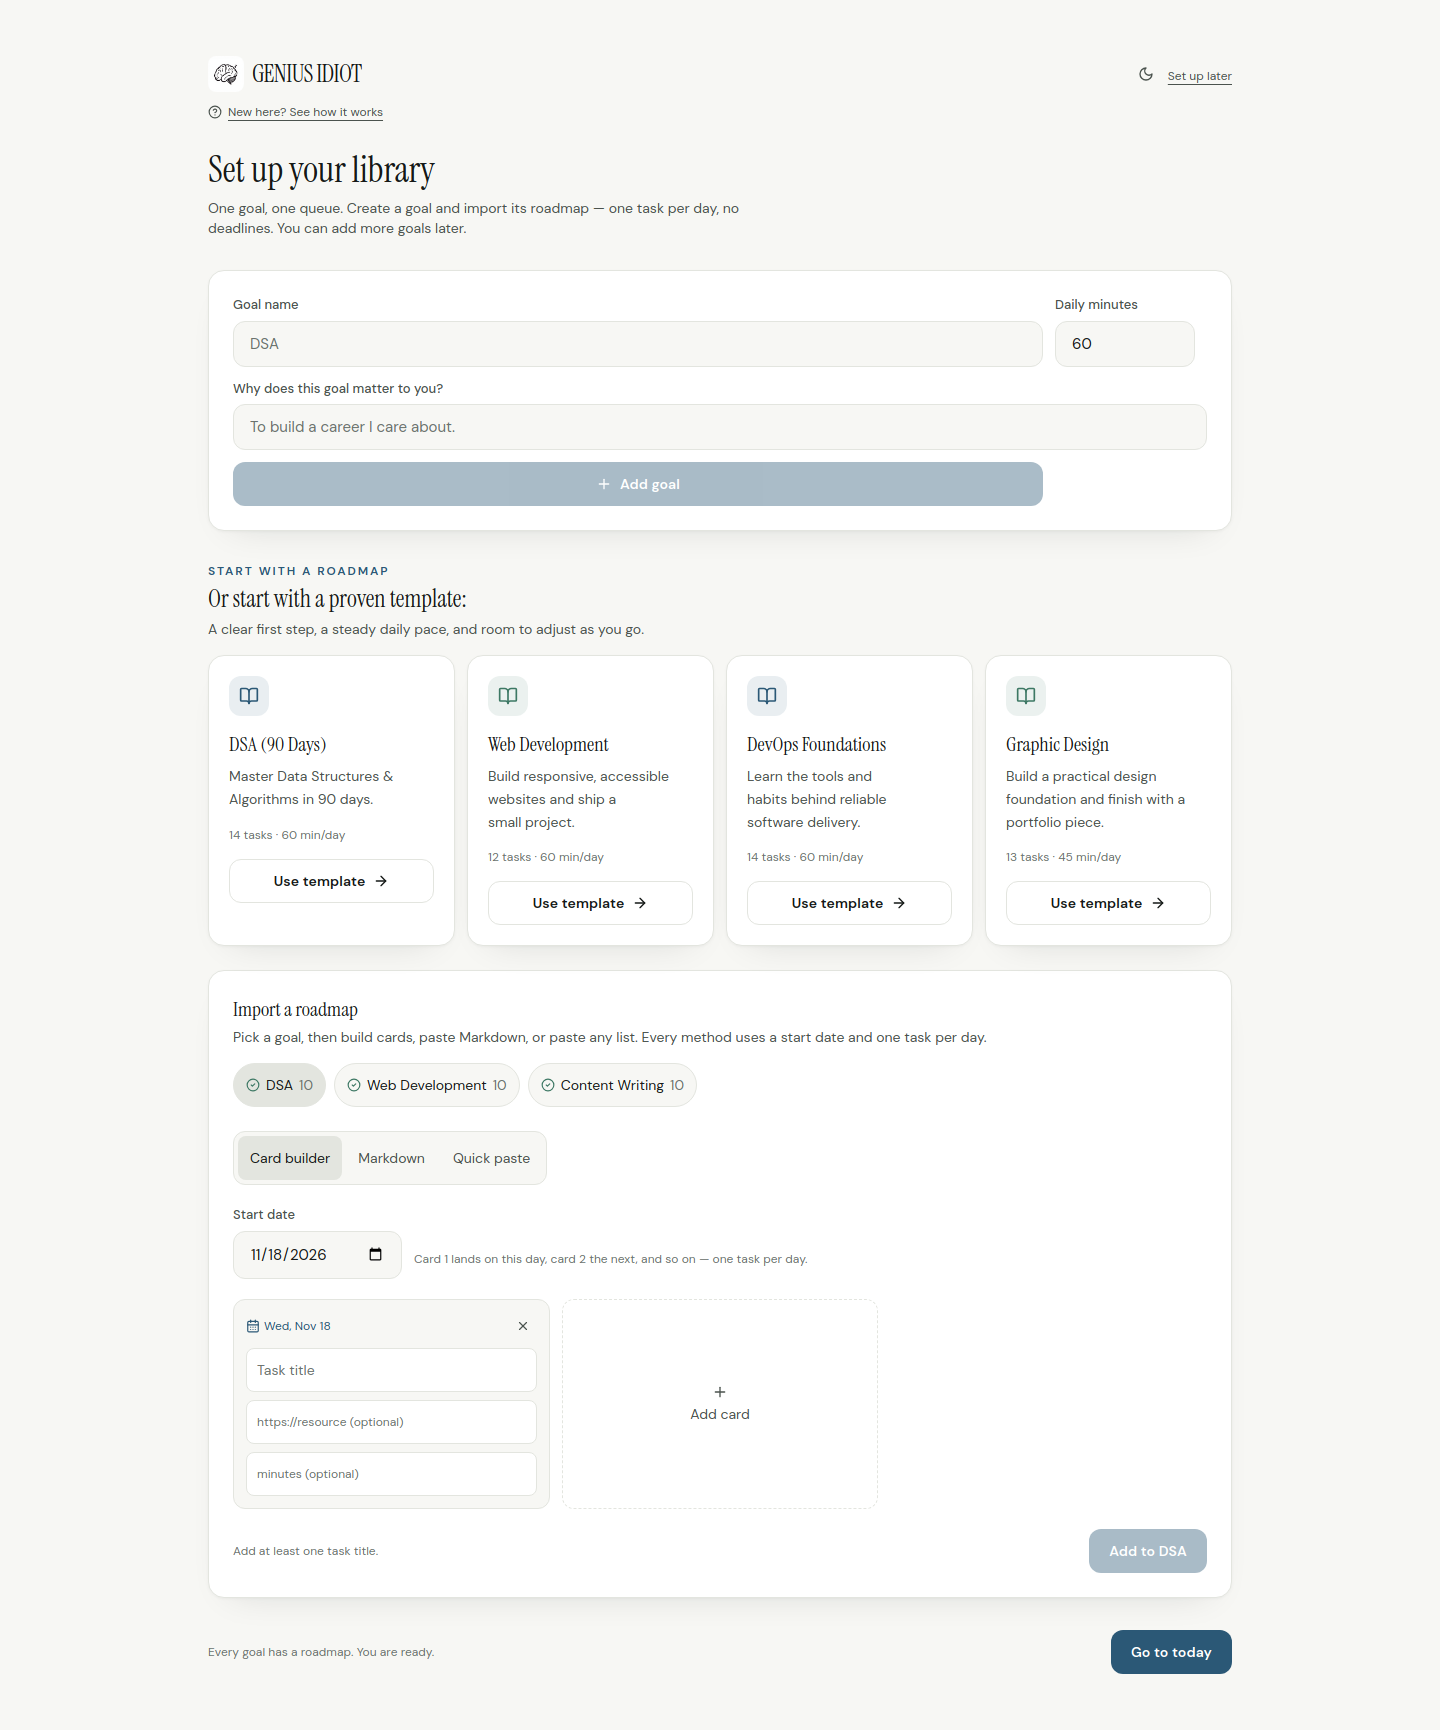 GENIUS IDIOT
Set up later
New here? See how it works
Set up your library
One goal, one queue. Create a goal and import its roadmap — one task per day, no
deadlines. You can add more goals later.
Goal name
Daily minutes
DSA
60
Why does this goal matter to you?
To build a career I care about.
Add goal
START WITH A ROADMAP
Or start with a proven template:
A clear first step, a steady daily pace, and room to adjust as you go.
DSA (90 Days)
Master Data Structures &
Algorithms in 90 days.
14 tasks · 60 min/day
Use template
Web Development
Build responsive, accessible
websites and ship a
small project.
12 tasks · 60 min/day
Use template
DevOps Foundations
Learn the tools and
habits behind reliable
software delivery.
14 tasks · 60 min/day
Use template
Graphic Design
Build a practical design
foundation and finish with a
portfolio piece.
13 tasks · 45 min/day
Use template
Import a roadmap
Pick a goal, then build cards, paste Markdown, or paste any list. Every method uses a start date and one task per day.
DSA 10
Web Development 10
Content Writing 10
Card builder
Markdown
Quick paste
Start date
11/18/2026
Card 1 lands on this day, card 2 the next, and so on — one task per day.
Wed, Nov 18
Task title
https://resource (optional)
minutes (optional)
Add card
Add at least one task title.
Add to DSA
Every goal has a roadmap. You are ready.
Go to today